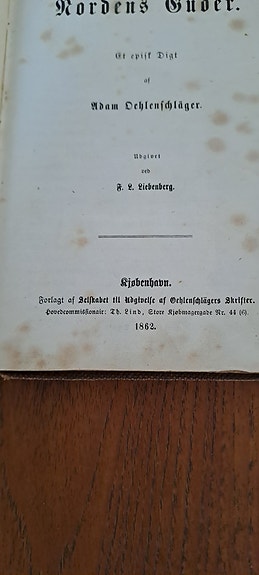 Nordens Guder.
Et episk Digt
af
Adam Oehlenschläger.
Udgivet
ved
F. L. Liebenberg.
Kjøbenhavn.
Forlagt af Selskabet til Udgivelse af Oehlenschlägers Skrifter.
Hovedcommissionair: Th. Lind, Store Kjøbmagergade Nr. 44 (6).
1862.